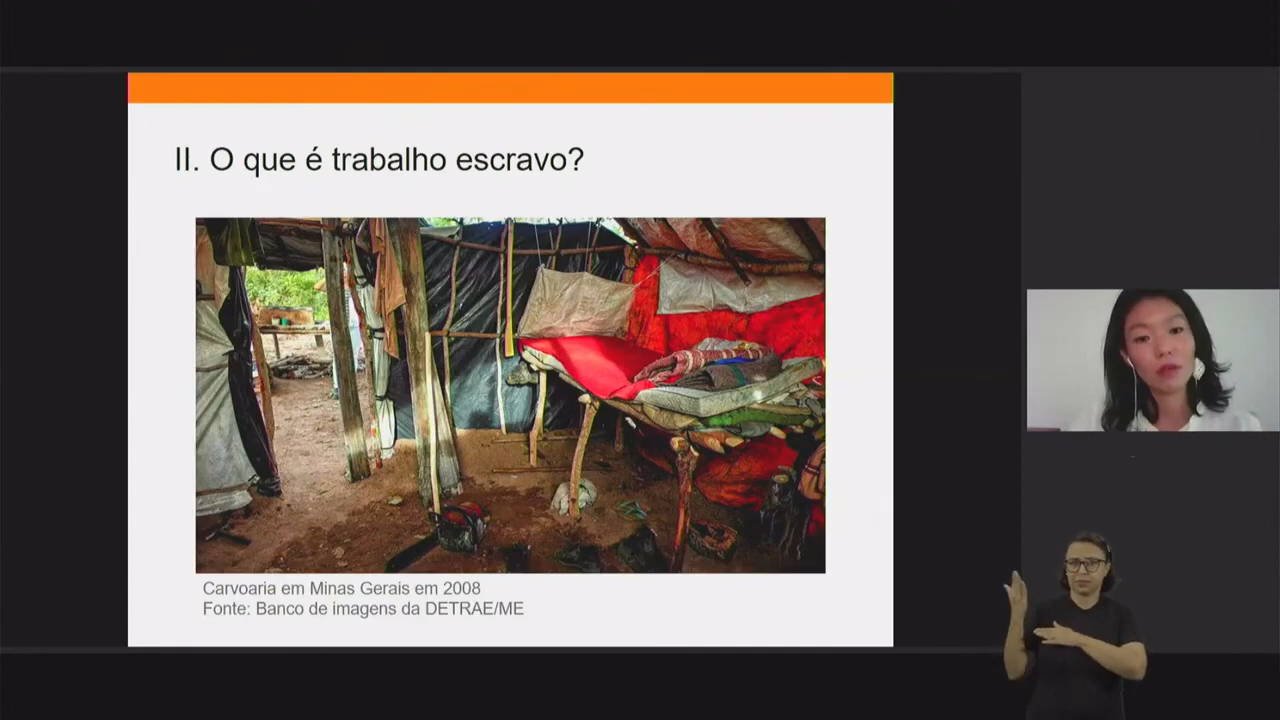 II. O que é trabalho escravo?
Carvoaria em Minas Gerais em 2008
Fonte: Banco de imagens da DETRAE/ME